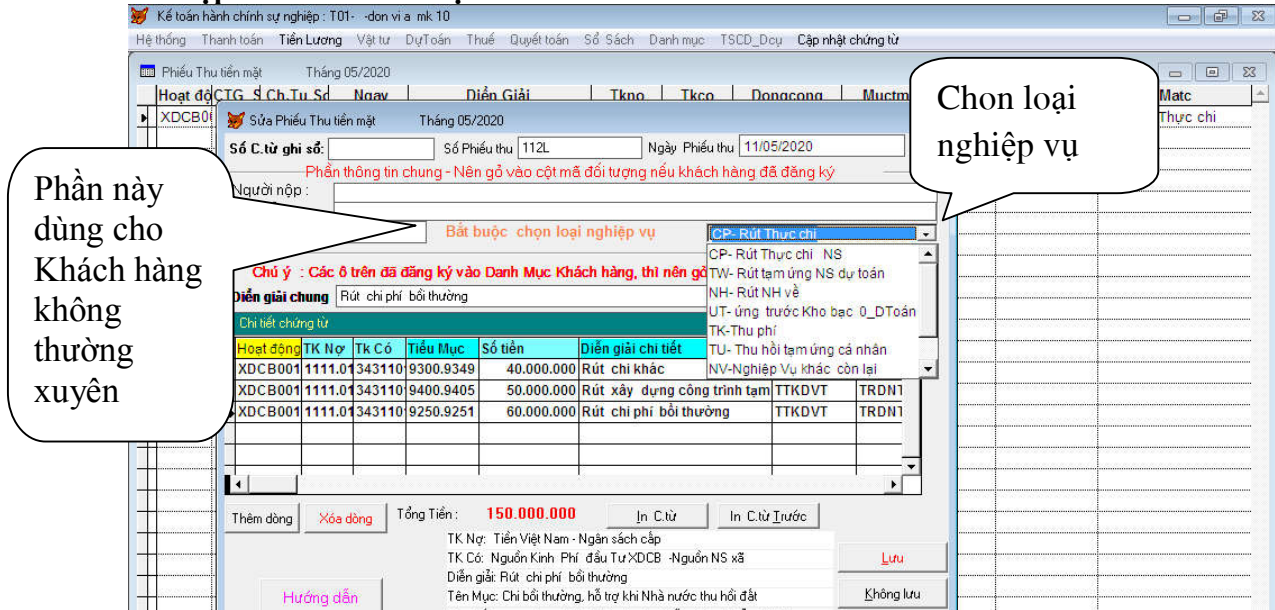 Kế toán hành chính sự nghiệp : T01- -don vi a mk 10
Hệ thống Thanh toán Tiền Lương Vật tư DựToán Thuế Quyết toán Sổ Sách Danh mục TSCD_Dcụ Cập nhật chứng từ
Phiếu Thu tiền mặt Tháng 05/2020
Hoạt độ CTG_S Ch.Tu_Sd Ngay Diễn Giải Tkno Tkco Dongcong Muctm Matc
XDCB0 Thực chi
Sửa Phiếu Thu tiền mặt Tháng 05/2020
Số C.từ ghi sổ: Số Phiếu thu 112L Ngày Phiếu thu 11/05/2020
Phần thông tin chung - Nên gỏ vào cột mã đối tượng nếu khách hàng đã đăng ký
Người nộp :
Bắt buộc chọn loại nghiệp vụ CP- Rút Thực chi
CP- Rút Thực chi NS
TW- Rút tạm ứng NS dự toán
NH- Rút NH về
UT- ứng trước Kho bạc 0_DToán
TK-Thu phí
TU- Thu hồi tạm ứng cá nhân
NV-Nghiệp Vụ khác còn lại
Chú ý : Các ô trên đã đăng ký vào Danh Mục Khách hàng, thì nên gỏ
Diễn giải chung Rút chi phí bồi thường
Chi tiết chứng từ
Hoạt động TK Nợ Tk Có Tiểu Mục Số tiền Diễn giải chi tiết
XDCB001 1111.01 343110 9300.9349 40.000.000 Rút chi khác
XDCB001 1111.01 343110 9400.9405 50.000.000 Rút xây dựng công trình tạm TTKDVT TRDNT
XDCB001 1111.01 343110 9250.9251 60.000.000 Rút chi phí bồi thường TTKDVT TRDNT
Thêm dòng Xóa dòng Tổng Tiền : 150.000.000 In C.từ In C.từ Trước
TK Nợ: Tiền Việt Nam - Ngân sách cấp
TK Có: Nguồn Kinh Phí đầu Tư XDCB -Nguồn NS xã
Diễn giải: Rút chi phí bồi thường
Tên Mục: Chi bồi thường, hỗ trợ khi Nhà nước thu hồi đất
Lưu
Không lưu
Hướng dẫn
Phần này
dùng cho
Khách hàng
không
thường
xuyên
Chon loại
nghiệp vụ